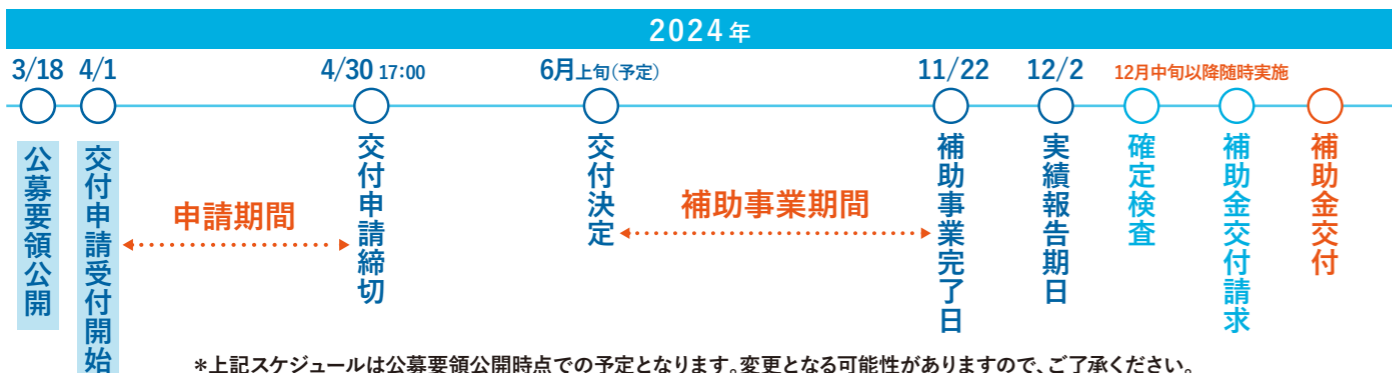 2024年
3/18
4/1
4/30 17:00
6月上旬(予定)
11/22
12/2
12月中旬以降随時実施
公募要領公開
交付申請受付開始
申請期間
交付申請締切
交付決定
補助事業期間
補助事業完了日
実績報告期日
確定検査
補助金交付請求
補助金交付
*上記スケジュールは公募要領公開時点での予定となります。変更となる可能性がありますので、ご了承ください。